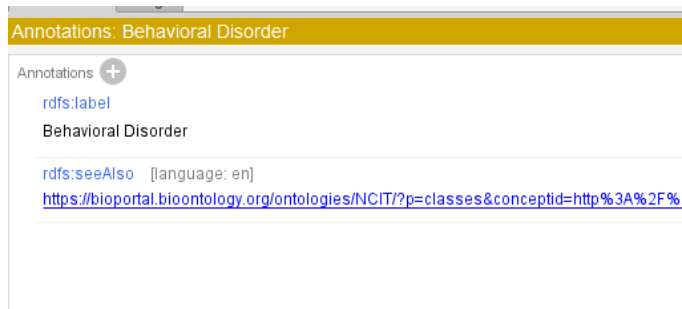 Annotations: Behavioral Disorder
Annotations
rdfs:label
Behavioral Disorder
rdfs:seeAlso [language: en]
https://bioportal.bioontology.org/ontologies/NCIT/?p=classes&conceptid=http%3A%2F%